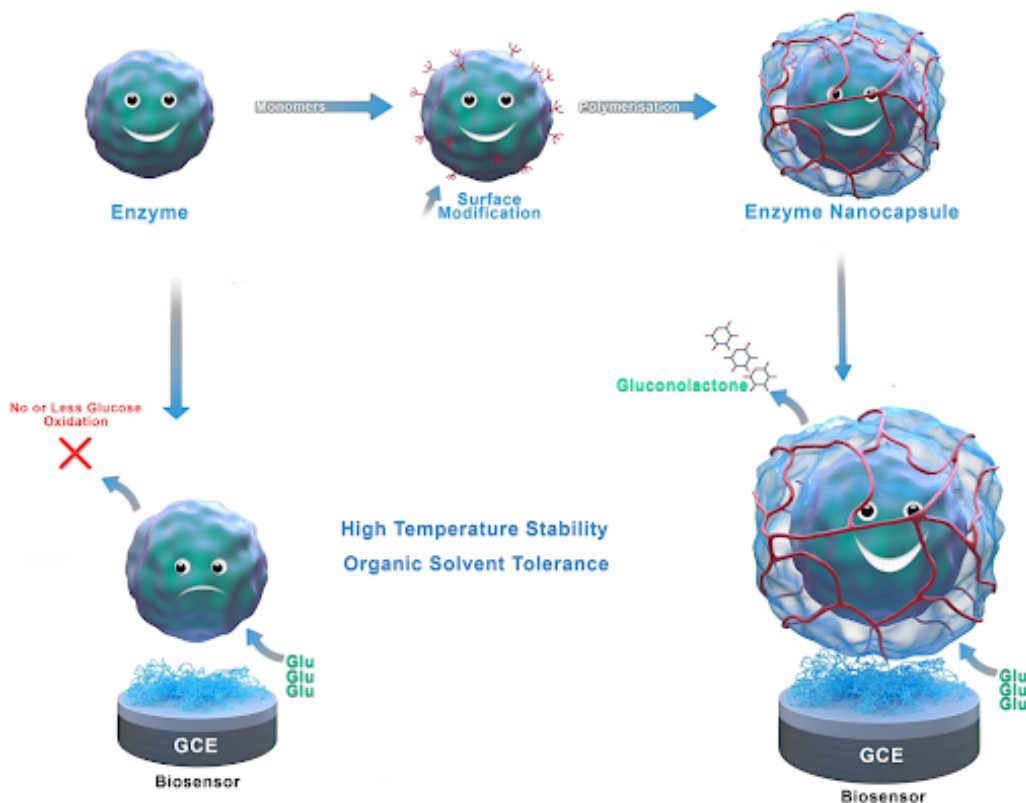 Monomers
Polymerisation
Enzyme
Surface
Modification
Enzyme Nanocapsule
Gluconolactone
No or Less Glucose
Oxidation
High Temperature Stability
Organic Solvent Tolerance
Glu
Glu
Glu
GCE
Biosensor
Glu
Glu
Glu
GCE
Biosensor